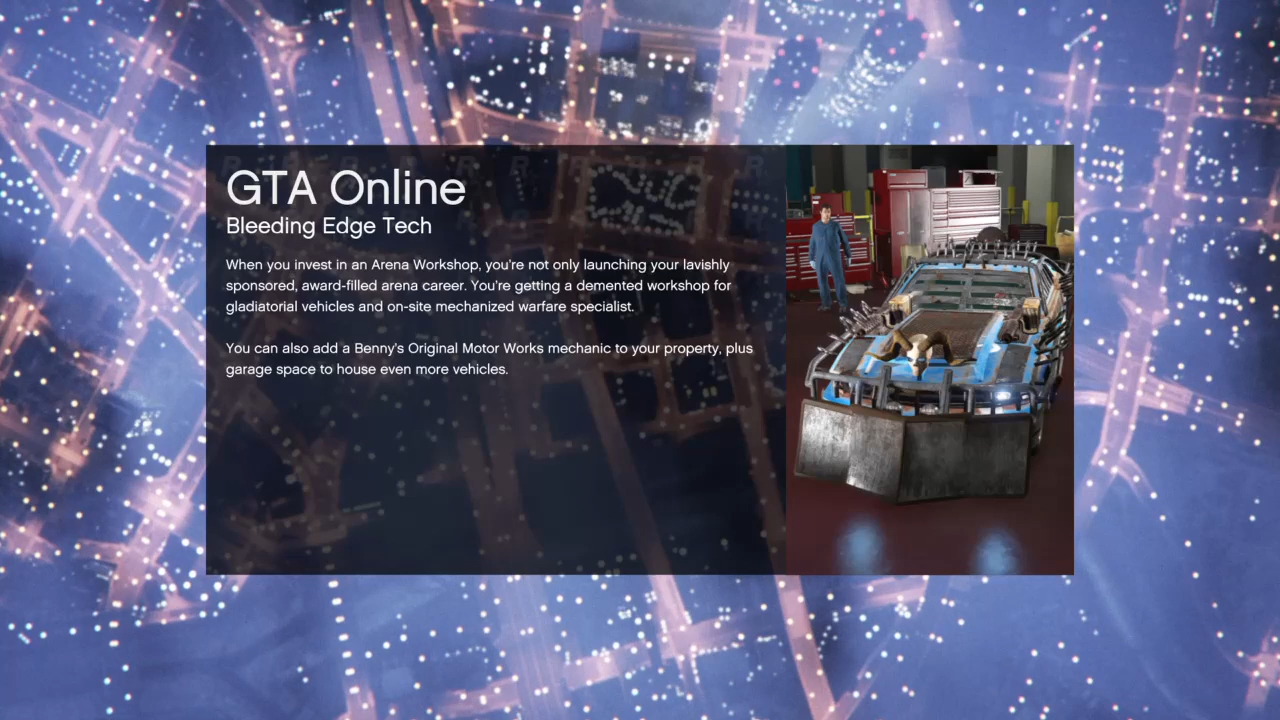 GTA Online
Bleeding Edge Tech
When you invest in an Arena Workshop, you're not only launching your lavishly
sponsored, award-filled arena career. You're getting a demented workshop for
gladiatorial vehicles and on-site mechanized warfare specialist.
You can also add a Benny's Original Motor Works mechanic to your property, plus
garage space to house even more vehicles.